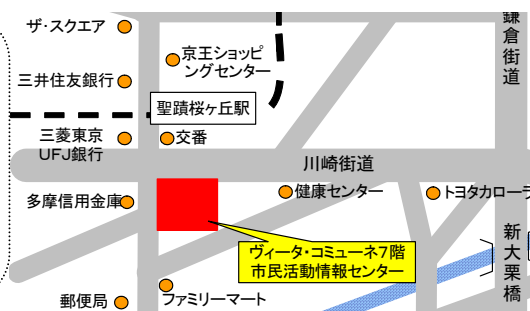 ザ・スクエア
鎌倉街道
京王ショッピ
ングセンター
三井住友銀行
聖蹟桜ヶ丘駅
三菱東京
UFJ銀行
交番
川崎街道
多摩信用金庫
健康センター
トヨタカローラ
ヴィータ・コミューネ7階
市民活動情報センター
新大栗橋
郵便局
ファミリーマート